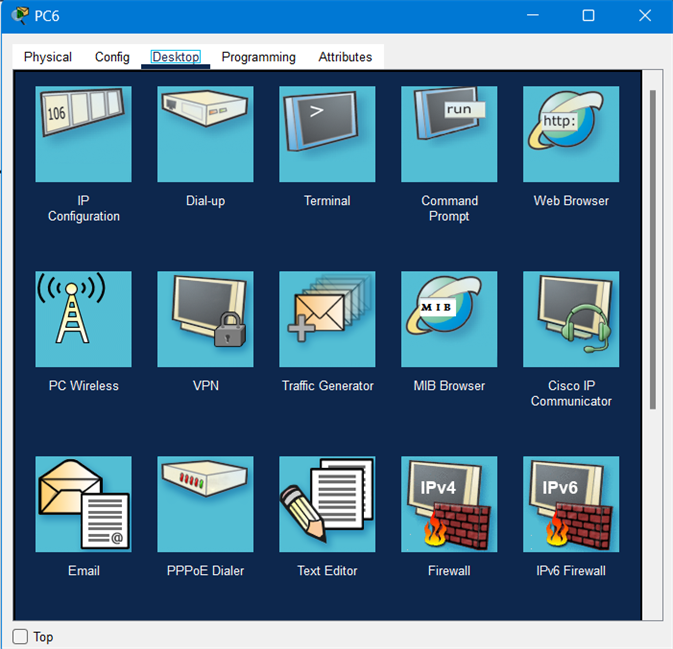 PC6
Physical Config Desktop Programming Attributes
106
>
run
http:
IP Configuration
Dial-up
Terminal
Command Prompt
Web Browser
MIB
PC Wireless
VPN
Traffic Generator
MIB Browser
Cisco IP Communicator
@
IPv4
IPv6
Email
PPPoE Dialer
Text Editor
Firewall
IPv6 Firewall
Top